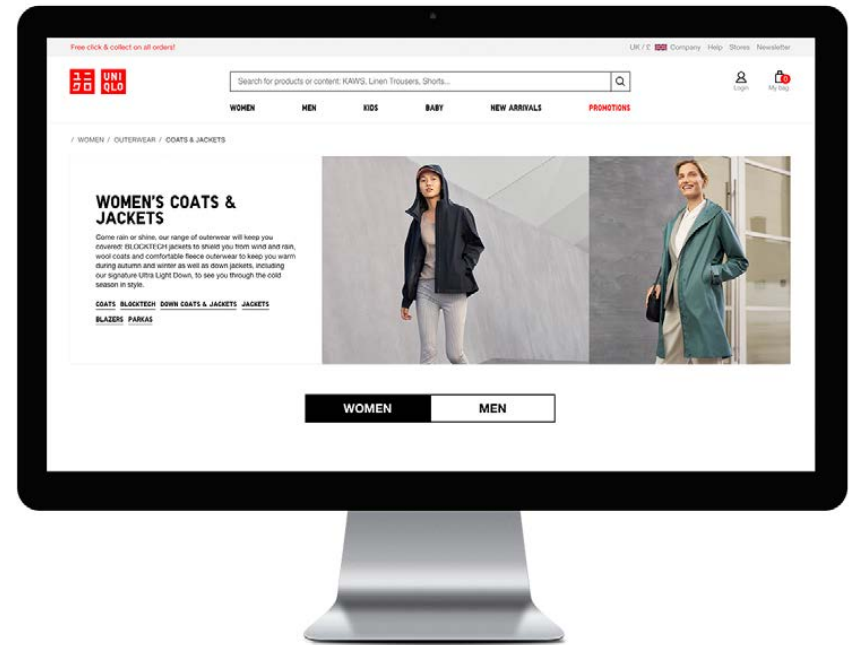 Free click & collect on all orders!
UK / £ Company Help Stores Newsletter
ユニ UNI
クロ QLO
Search for products or content: KAWS, Linen Trousers, Shorts...
Login My bag
0
WOMEN MEN KIDS BABY NEW ARRIVALS PROMOTIONS
/ WOMEN / OUTERWEAR / COATS & JACKETS
WOMEN'S COATS &
JACKETS
Come rain or shine, our range of outerwear will keep you
covered: BLOCKTECH jackets to shield you from wind and rain,
wool coats and comfortable fleece outerwear to keep you warm
during autumn and winter as well as down jackets, including
our signature Ultra Light Down, to see you through the cold
season in style.
COATS BLOCKTECH DOWN COATS & JACKETS JACKETS
BLAZERS PARKAS
WOMEN MEN